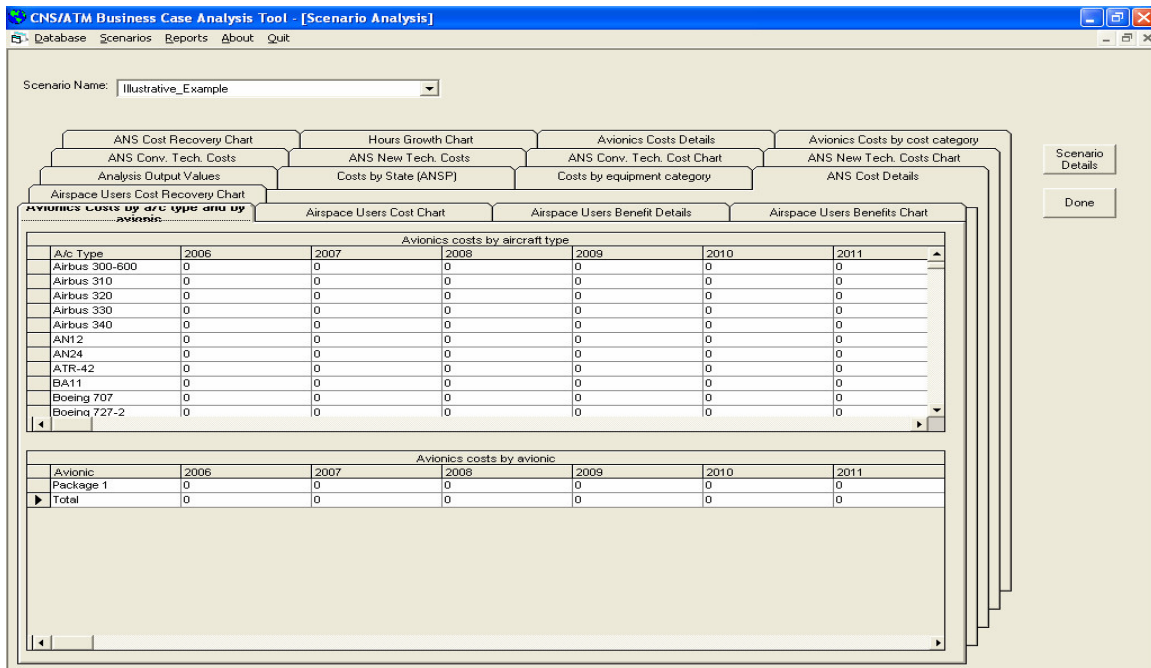 CNS/ATM Business Case Analysis Tool - [Scenario Analysis]
Database Scenarios Reports About Quit
Scenario Name: Illustrative_Example
ANS Cost Recovery Chart Hours Growth Chart Avionics Costs Details Avionics Costs by cost category
ANS Conv. Tech. Costs ANS New Tech. Costs ANS Conv. Tech. Cost Chart ANS New Tech. Costs Chart
Scenario Details
Analysis Output Values Costs by State (ANSP) Costs by equipment category ANS Cost Details
Airspace Users Cost Recovery Chart
Done
Avionics Costs by a/c type and by avionic Airspace Users Cost Chart Airspace Users Benefit Details Airspace Users Benefits Chart
Avionics costs by aircraft type
A/c Type 2006 2007 2008 2009 2010 2011
Airbus 300-600 0 0 0 0 0 0
Airbus 310 0 0 0 0 0 0
Airbus 320 0 0 0 0 0 0
Airbus 330 0 0 0 0 0 0
Airbus 340 0 0 0 0 0 0
AN12 0 0 0 0 0 0
AN24 0 0 0 0 0 0
ATR-42 0 0 0 0 0 0
BA11 0 0 0 0 0 0
Boeing 707 0 0 0 0 0 0
Boeing 727-2 0 0 0 0 0 0
Avionics costs by avionic
Avionic 2006 2007 2008 2009 2010 2011
Package 1 0 0 0 0 0 0
Total 0 0 0 0 0 0